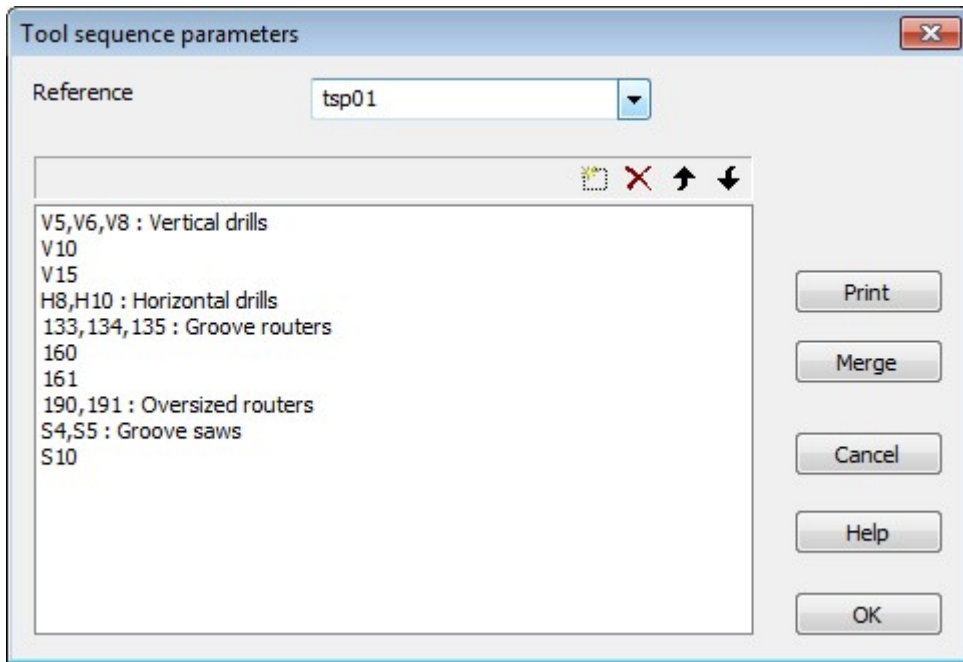 Tool sequence parameters
Reference
tsp01
V5,V6,V8 : Vertical drills
V10
V15
H8,H10 : Horizontal drills
133,134,135 : Groove routers
160
161
190,191 : Oversized routers
S4,S5 : Groove saws
S10
Print
Merge
Cancel
Help
OK